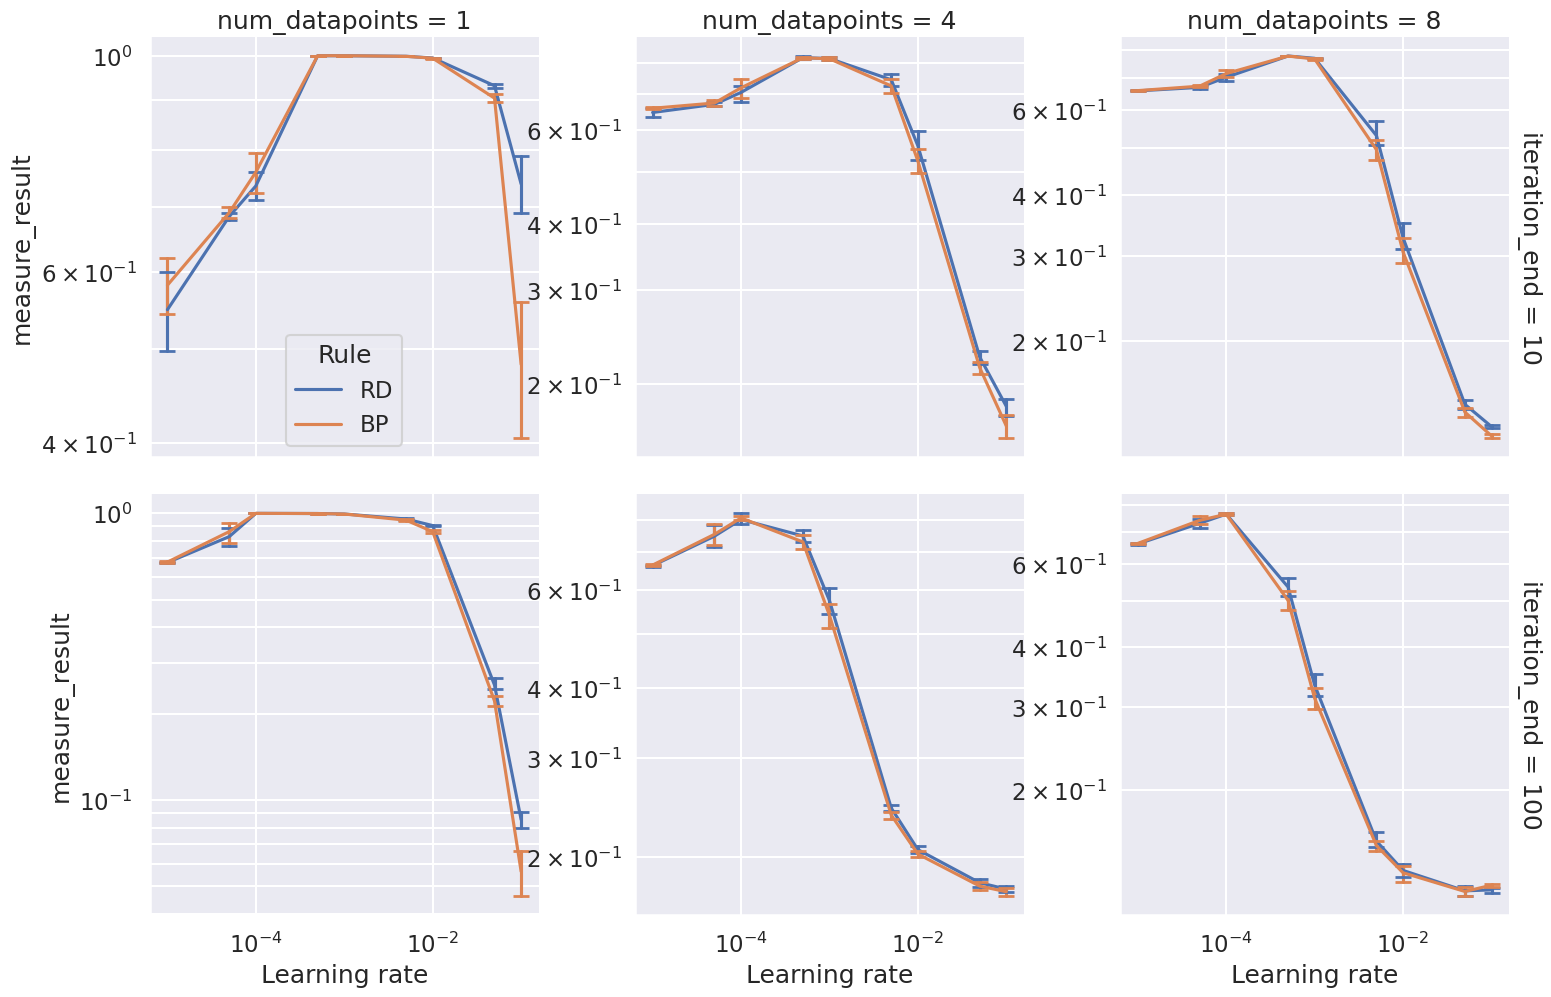 num_datapoints = 1
num_datapoints = 4
num_datapoints = 8
10⁰
6 × 10⁻¹
4 × 10⁻¹
measure_result
Rule
RD
BP
6 × 10⁻¹
4 × 10⁻¹
3 × 10⁻¹
2 × 10⁻¹
6 × 10⁻¹
4 × 10⁻¹
3 × 10⁻¹
2 × 10⁻¹
iteration_end = 10
10⁰
10⁻¹
measure_result
6 × 10⁻¹
4 × 10⁻¹
3 × 10⁻¹
2 × 10⁻¹
6 × 10⁻¹
4 × 10⁻¹
3 × 10⁻¹
2 × 10⁻¹
iteration_end = 100
10⁻⁴ 10⁻²
10⁻⁴ 10⁻²
10⁻⁴ 10⁻²
Learning rate
Learning rate
Learning rate